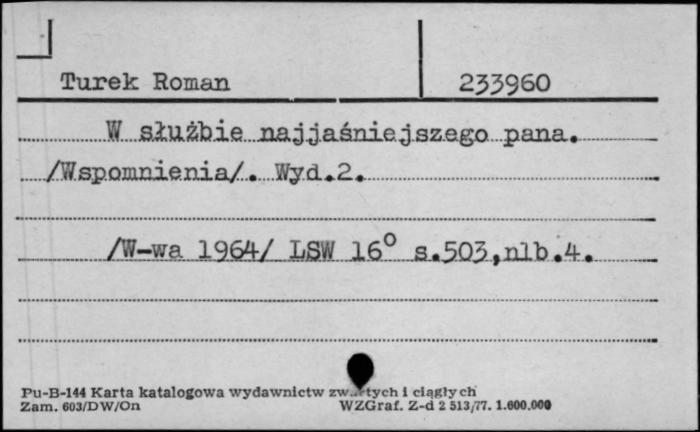 Turek Roman 233960
W służbie najjaśniejszego pana.
/Wspomnienia/. Wyd.2.
/W-wa 1964/ LSW 16° s.503,nlb.4.
Pu-B-144 Karta katalogowa wydawnictw zwartych i ciągłych
Zam. 603/DW/On WZGraf. Z-d 2 513/77. 1.600.000